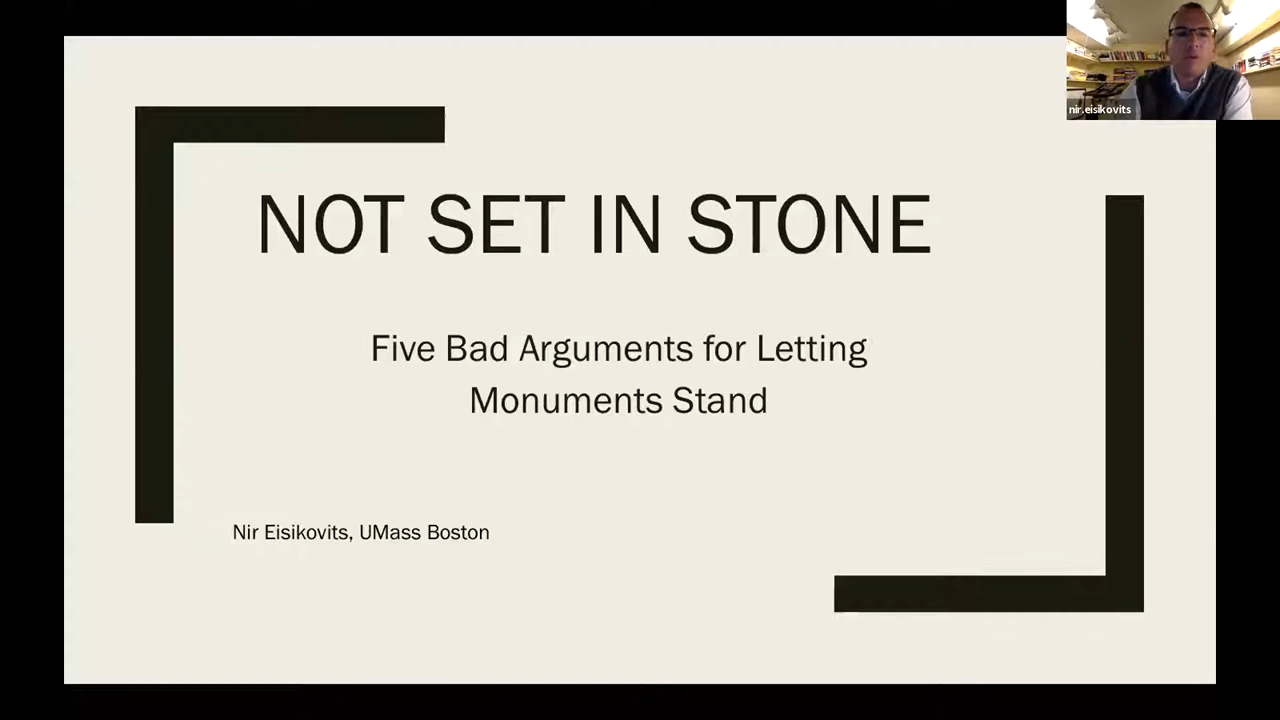 nir.eisikovits
NOT SET IN STONE
Five Bad Arguments for Letting
Monuments Stand
Nir Eisikovits, UMass Boston